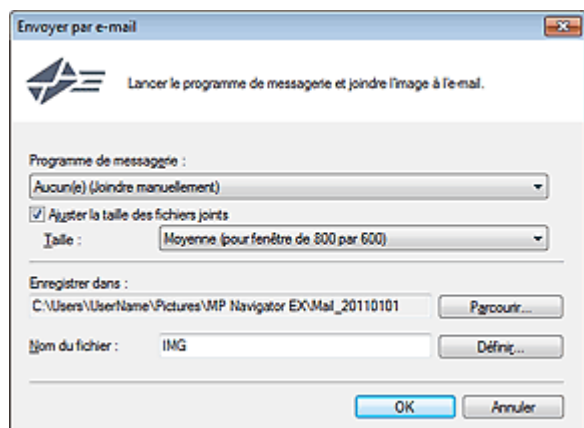 Envoyer par e-mail
Lancer le programme de messagerie et joindre l'image à l'e-mail.
Programme de messagerie :
Aucun(e) (Joindre manuellement)
Ajuster la taille des fichiers joints
Taille : Moyenne (pour fenêtre de 800 par 600)
Enregistrer dans :
C:\Users\UserName\Pictures\MP Navigator EX\Mail_20110101 Parcourir...
Nom du fichier : IMG Définir...
OK Annuler